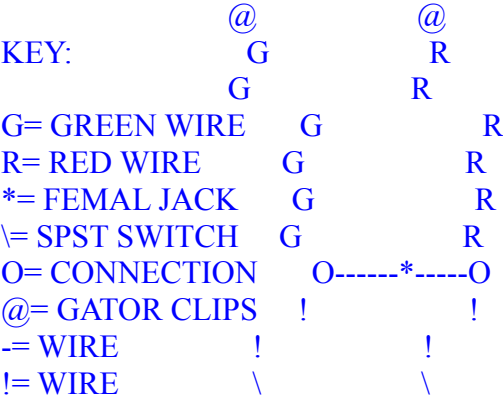 @ @
KEY: G R
G R
G= GREEN WIRE G R
R= RED WIRE G R
*= FEMAL JACK G R
\= SPST SWITCH G R
O= CONNECTION O------*-----O
@= GATOR CLIPS ! !
-= WIRE ! !
!= WIRE \ \